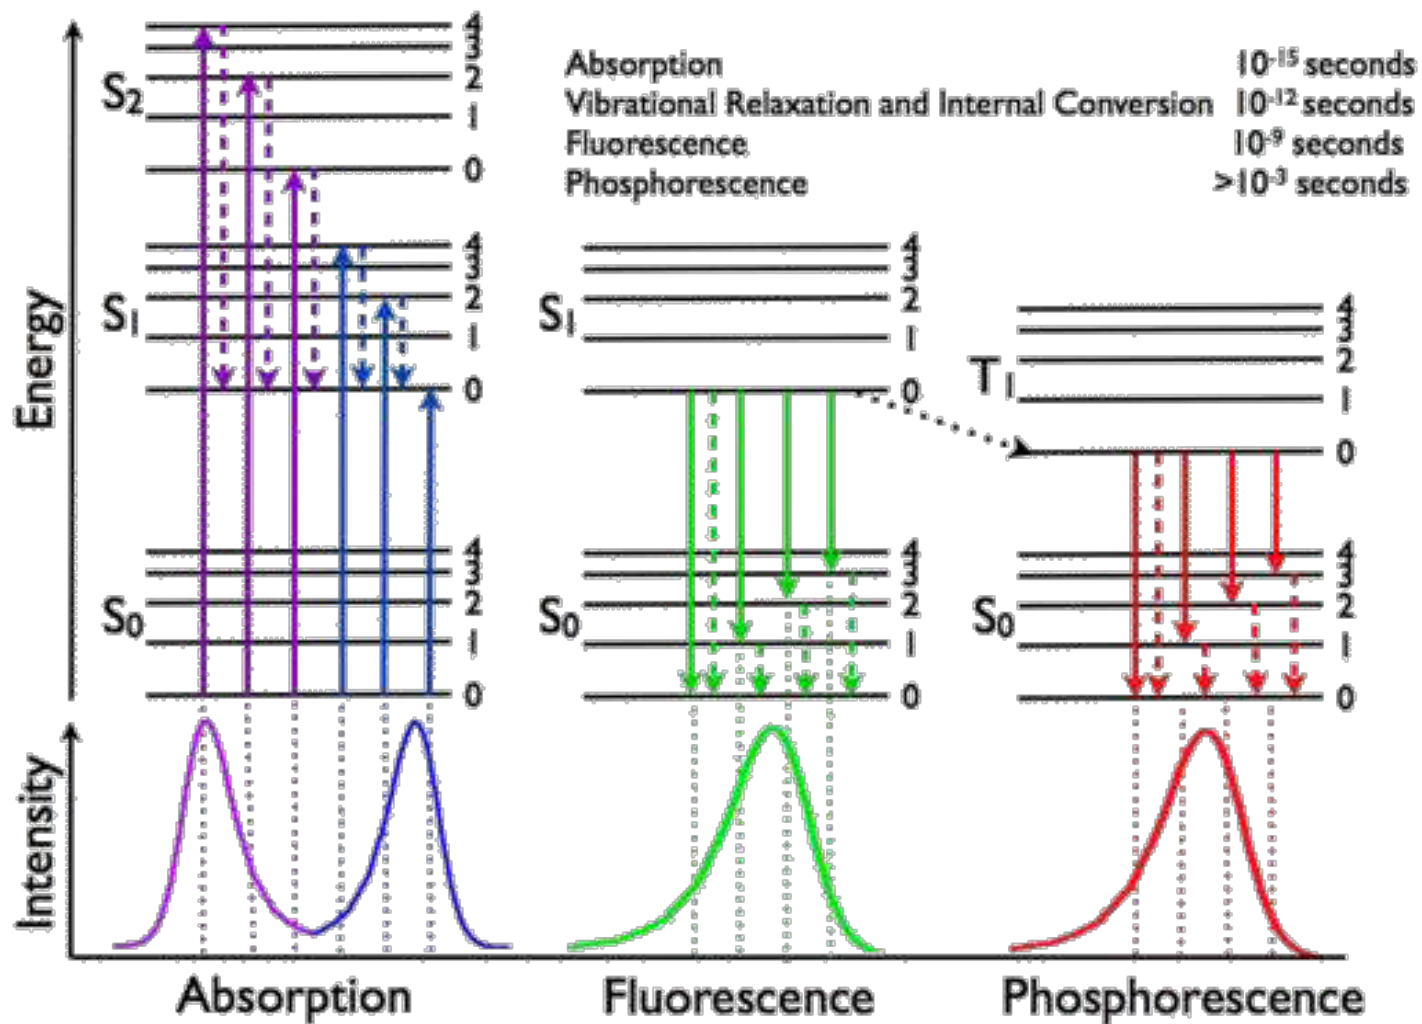 Absorption 10⁻¹⁵ seconds
Vibrational Relaxation and Internal Conversion 10⁻¹² seconds
Fluorescence 10⁻⁹ seconds
Phosphorescence >10⁻³ seconds
Energy
S₂
4
3
2
1
0
S₁
4
3
2
1
0
S₀
4
3
2
1
0
S₁
4
3
2
1
0
S₀
4
3
2
1
0
T₁
4
3
2
1
0
S₀
4
3
2
1
0
Intensity
Absorption Fluorescence Phosphorescence